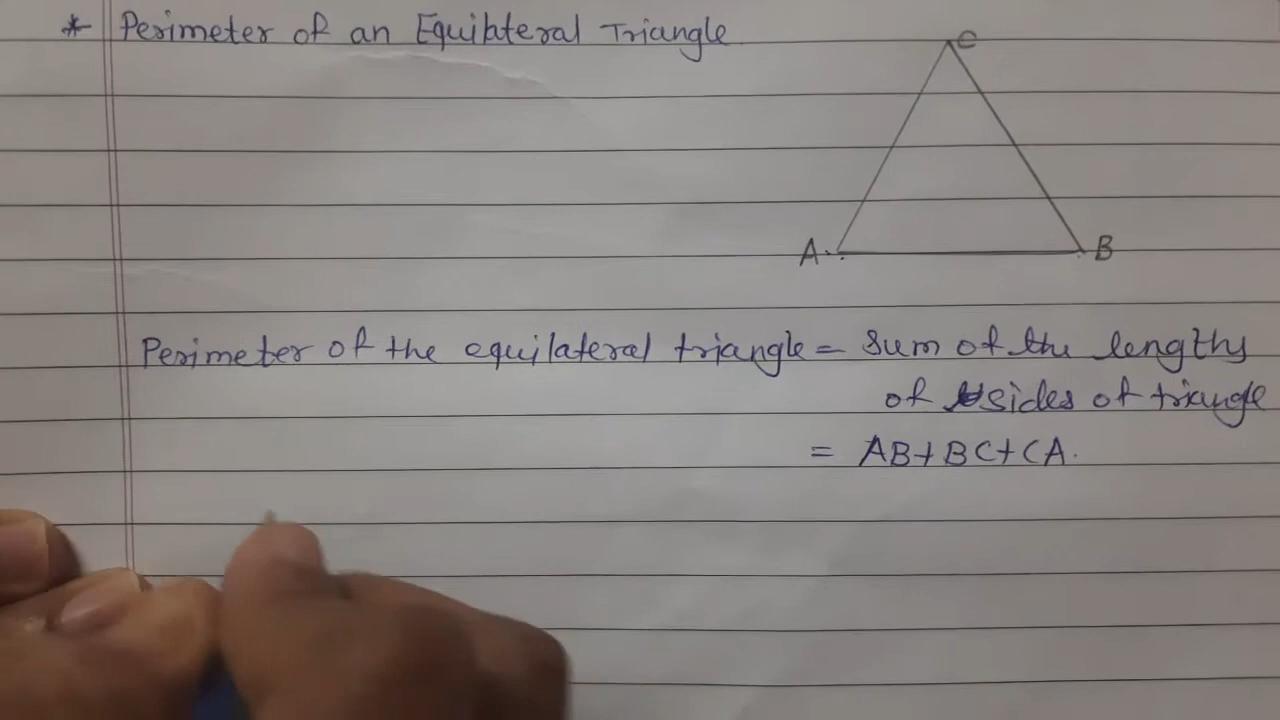 * Perimeter of an Equilateral Triangle
C
A
B
Perimeter of the equilateral triangle = Sum of the lengths
of sides of triangle
= AB+BC+CA.